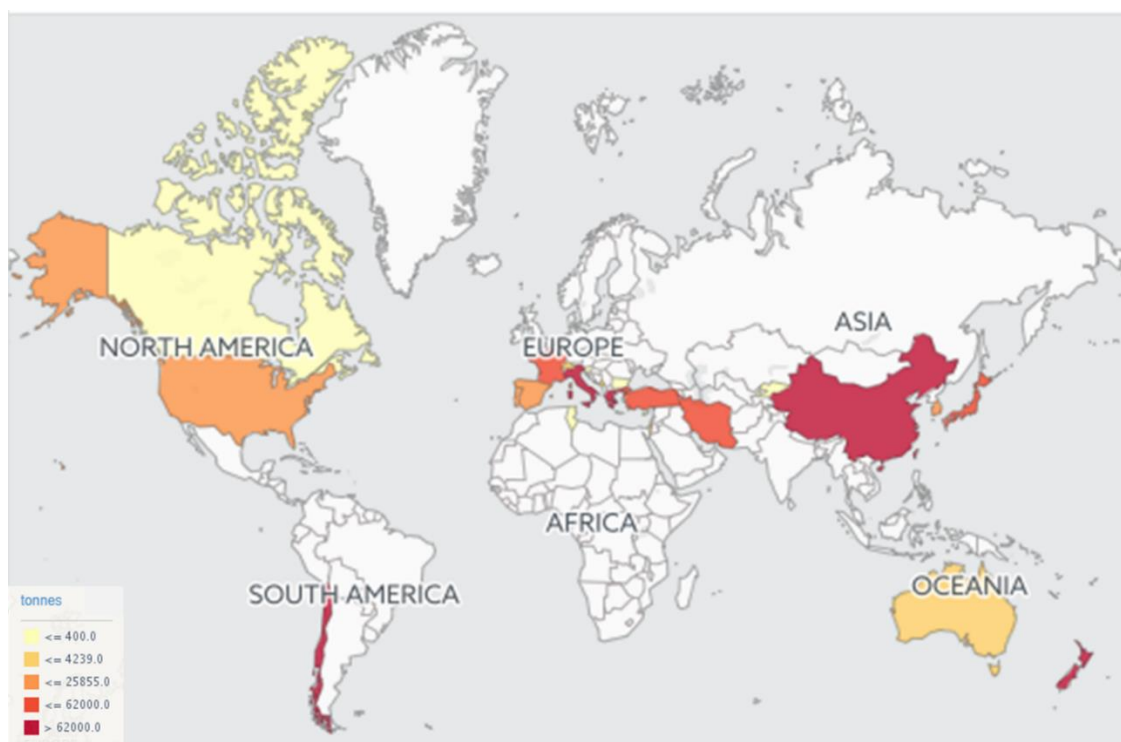 NORTH AMERICA
EUROPE
ASIA
AFRICA
SOUTH AMERICA
OCEANIA
tonnes
<= 400.0
<= 4239.0
<= 25855.0
<= 62000.0
> 62000.0